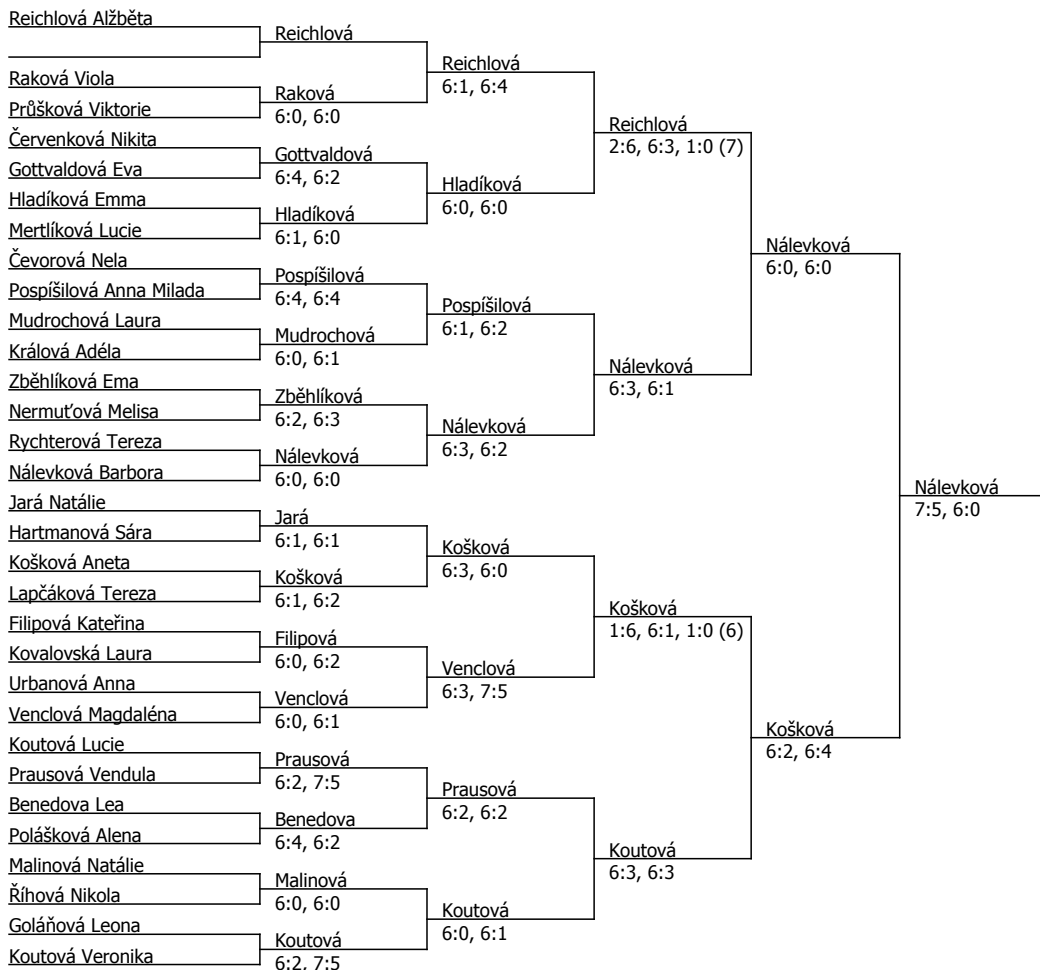 Reichlová Alžběta
Raková Viola
Průšková Viktorie
Červenková Nikita
Gottvaldová Eva
Hladíková Emma
Mertlíková Lucie
Čevorová Nela
Pospíšilová Anna Milada
Mudrochová Laura
Králová Adéla
Zběhlíková Ema
Nermuťová Melisa
Rychterová Tereza
Nálevková Barbora
Jará Natálie
Hartmanová Sára
Košková Aneta
Lapčáková Tereza
Filipová Kateřina
Kovalovská Laura
Urbanová Anna
Venclová Magdaléna
Koutová Lucie
Prausová Vendula
Benedova Lea
Polášková Alena
Malinová Natálie
Říhová Nikola
Goláňová Leona
Koutová Veronika
Reichlová
Raková
6:0, 6:0
Gottvaldová
6:4, 6:2
Hladíková
6:1, 6:0
Pospíšilová
6:4, 6:4
Mudrochová
6:0, 6:1
Zběhlíková
6:2, 6:3
Nálevková
6:0, 6:0
Jará
6:1, 6:1
Košková
6:1, 6:2
Filipová
6:0, 6:2
Venclová
6:0, 6:1
Prausová
6:2, 7:5
Benedova
6:4, 6:2
Malinová
6:0, 6:0
Koutová
6:2, 7:5
Reichlová
6:1, 6:4
Hladíková
6:0, 6:0
Pospíšilová
6:1, 6:2
Nálevková
6:3, 6:2
Košková
6:3, 6:0
Venclová
6:3, 7:5
Prausová
6:2, 6:2
Koutová
6:0, 6:1
Reichlová
2:6, 6:3, 1:0 (7)
Nálevková
6:3, 6:1
Košková
1:6, 6:1, 1:0 (6)
Koutová
6:3, 6:3
Nálevková
6:0, 6:0
Košková
6:2, 6:4
Nálevková
7:5, 6:0